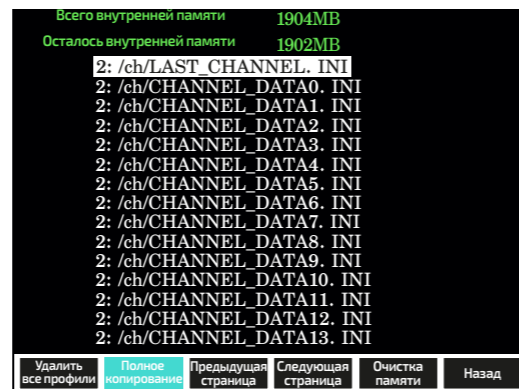 Всего внутренней памяти 1904MB
Осталось внутренней памяти 1902MB
2: /ch/LAST_CHANNEL. INI
2: /ch/CHANNEL_DATA0. INI
2: /ch/CHANNEL_DATA1. INI
2: /ch/CHANNEL_DATA2. INI
2: /ch/CHANNEL_DATA3. INI
2: /ch/CHANNEL_DATA4. INI
2: /ch/CHANNEL_DATA5. INI
2: /ch/CHANNEL_DATA6. INI
2: /ch/CHANNEL_DATA7. INI
2: /ch/CHANNEL_DATA8. INI
2: /ch/CHANNEL_DATA9. INI
2: /ch/CHANNEL_DATA10. INI
2: /ch/CHANNEL_DATA11. INI
2: /ch/CHANNEL_DATA12. INI
2: /ch/CHANNEL_DATA13. INI
Удалить все профили
Полное копирование
Предыдущая страница
Следующая страница
Очистка памяти
Назад